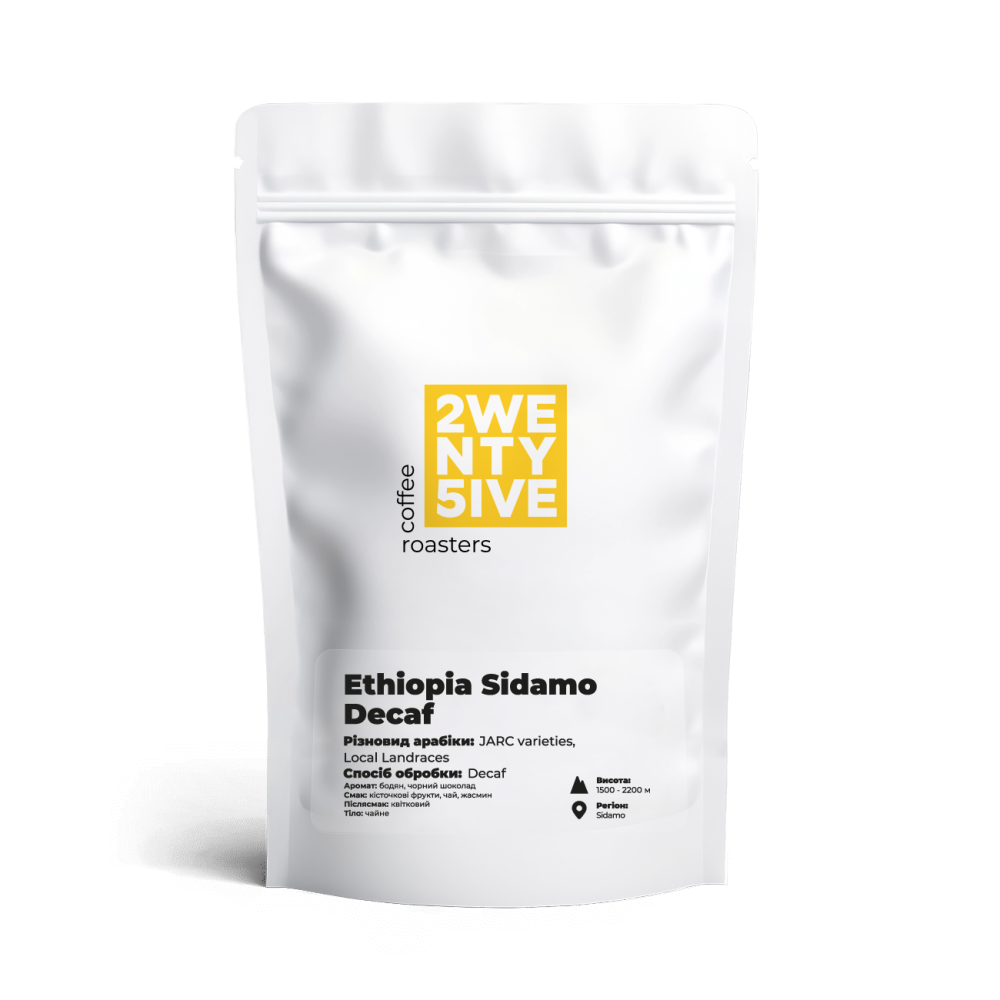 2WE
NTY
5IVE
coffee
roasters
Ethiopia Sidamo
Decaf
Різновид арабіки: JARC varieties,
Local Landraces
Спосіб обробки: Decaf
Аромат: бодян, чорний шоколад
Смак: кісточкові фрукти, чай, жасмин
Післясмак: квітковий
Тіло: чайне
Висота:
1500 - 2200 м
Регіон:
Sidamo